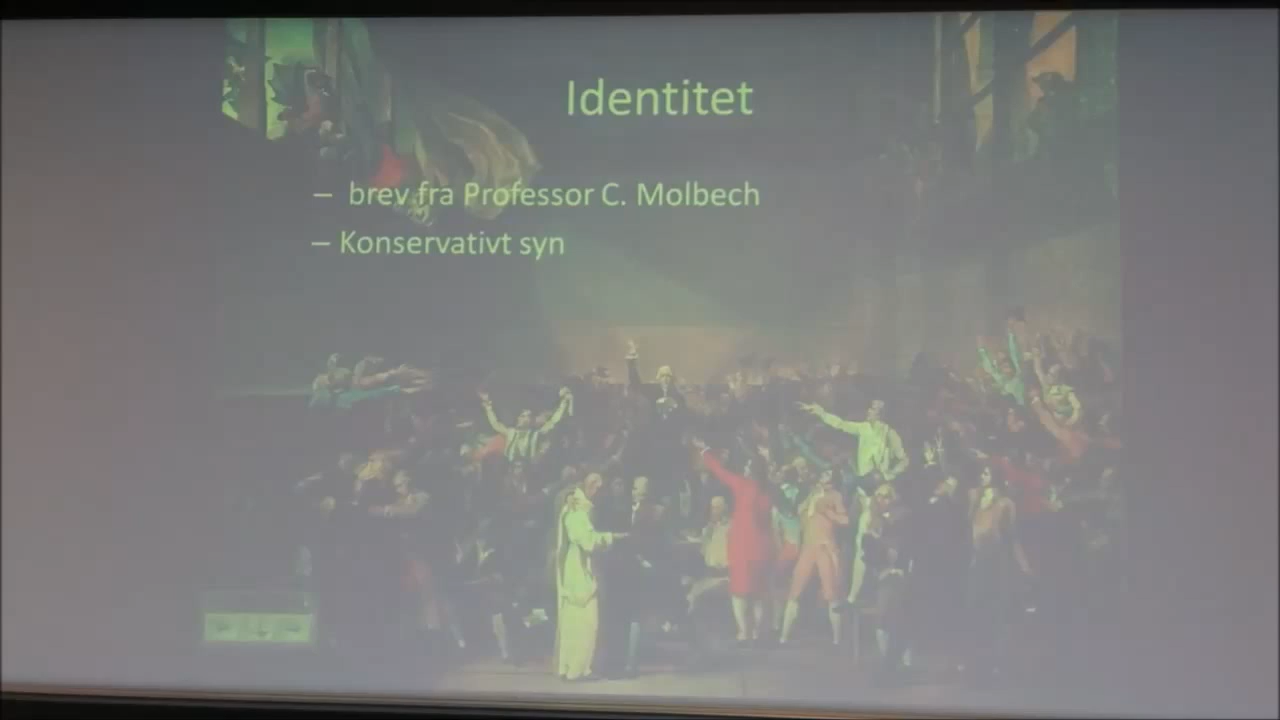 Identitet
– brev fra Professor C. Molbech
– Konservativt syn